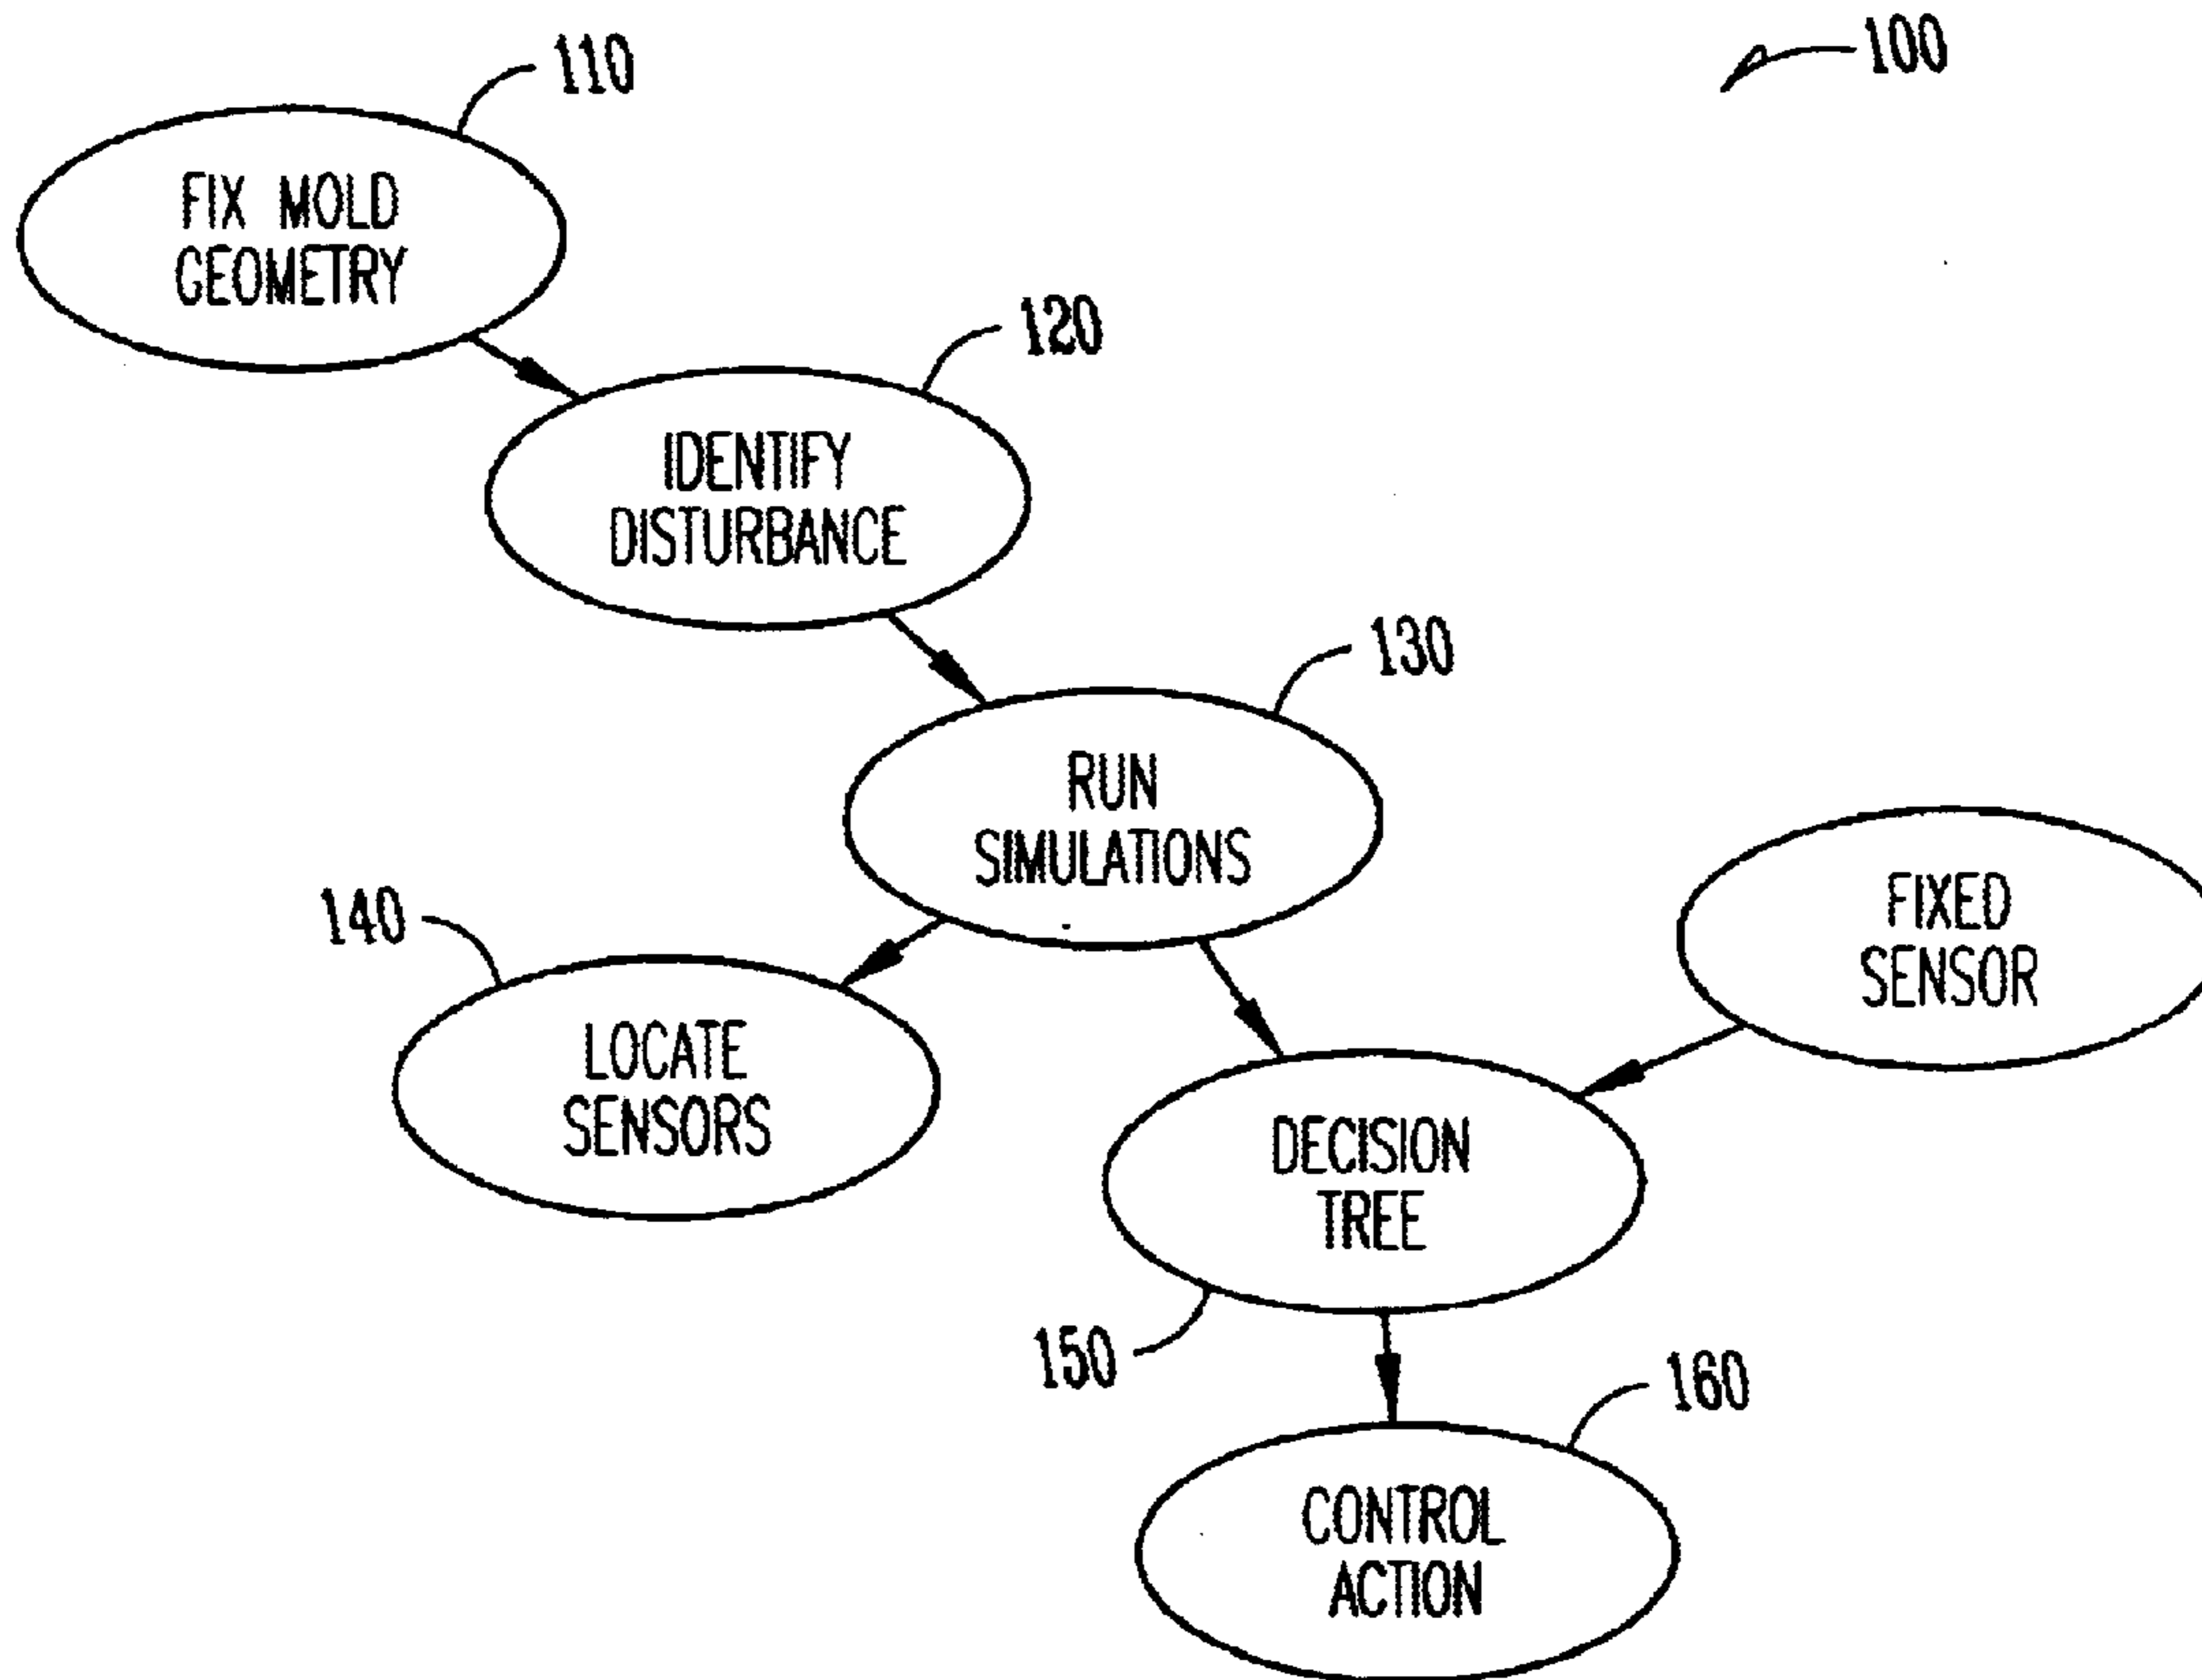 100
110
FIX MOLD
GEOMETRY
120
IDENTIFY
DISTURBANCE
130
RUN
SIMULATIONS
140
LOCATE
SENSORS
FIXED
SENSOR
DECISION
TREE
150
160
CONTROL
ACTION